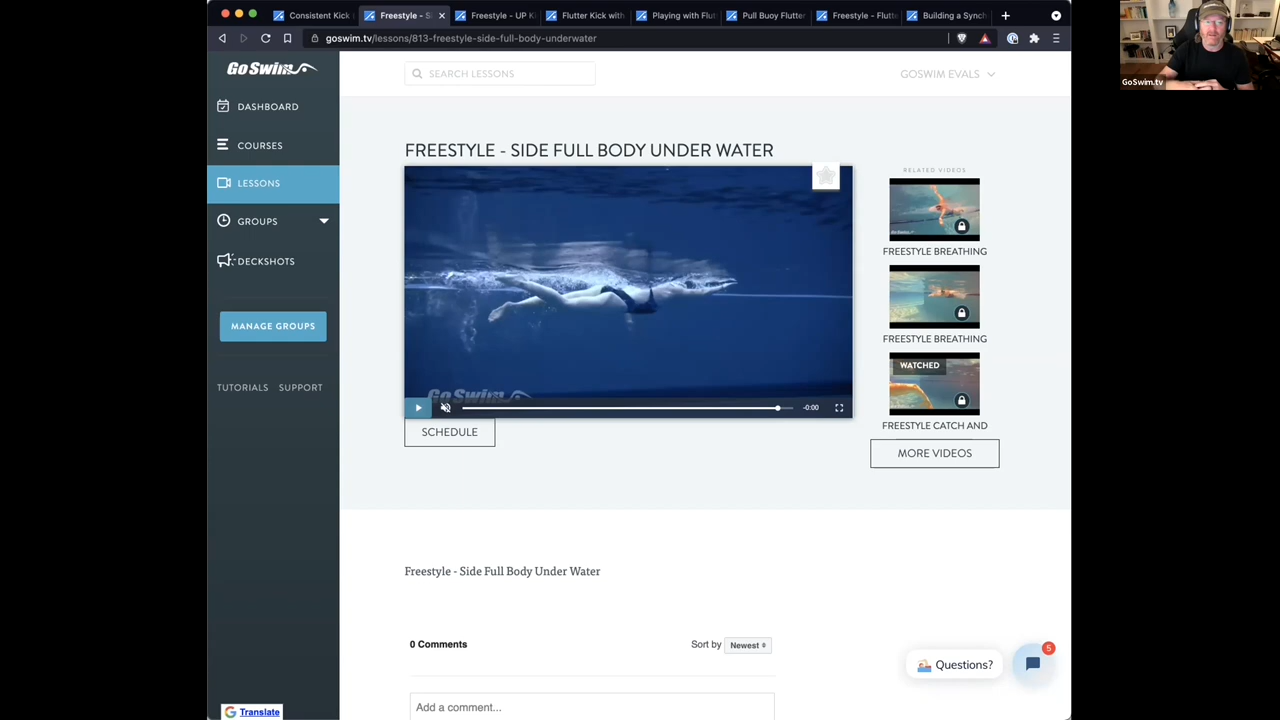 Consistent Kick
Freestyle - S
Freestyle - UP K
Flutter Kick with
Playing with Flut
Pull Buoy Flutter
Freestyle - Flutte
Building a Synch
goswim.tv/lessons/813-freestyle-side-full-body-underwater
GoSwim
SEARCH LESSONS
GOSWIM EVALS
DASHBOARD
COURSES
LESSONS
GROUPS
DECKSHOTS
MANAGE GROUPS
TUTORIALS SUPPORT
FREESTYLE - SIDE FULL BODY UNDER WATER
GoSwim
-0:00
SCHEDULE
RELATED VIDEOS
FREESTYLE BREATHING
FREESTYLE BREATHING
WATCHED
FREESTYLE CATCH AND
MORE VIDEOS
Freestyle - Side Full Body Under Water
0 Comments
Sort by Newest
Add a comment...
Questions?
5
Translate
GoSwim.tv